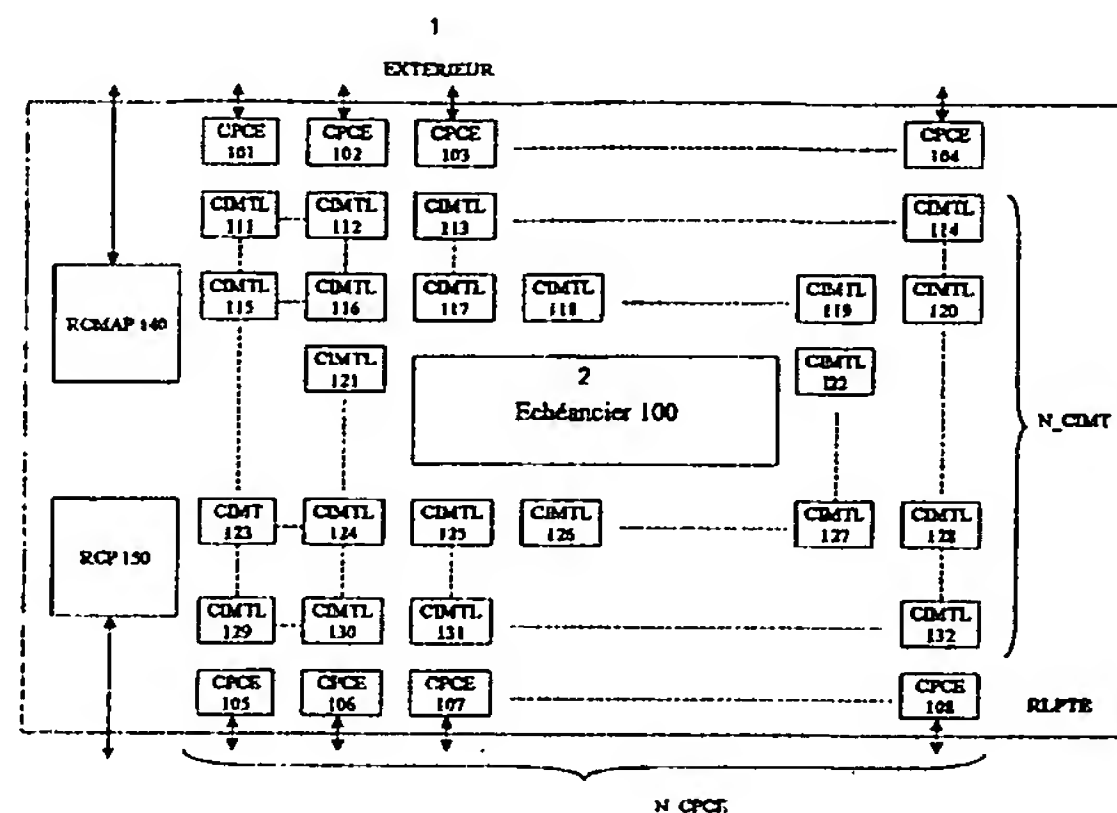 1
EXTERIEUR
CPCE 101
CPCE 102
CPCE 103
CPCE 104
CIMTL 111
CIMTL 112
CIMTL 113
CIMTL 114
CIMTL 115
CIMTL 116
CIMTL 117
CIMTL 118
CIMTL 119
CIMTL 120
RCMAP 140
CIMTL 121
2
Echéancier 100
CIMTL 122
N_CIMT
RCP 150
CIMT 123
CIMTL 124
CIMTL 125
CIMTL 126
CIMTL 127
CIMTL 128
CIMTL 129
CIMTL 130
CIMTL 131
CIMTL 132
CPCE 105
CPCE 106
CPCE 107
CPCE 108
RLPTE
N_CPCE